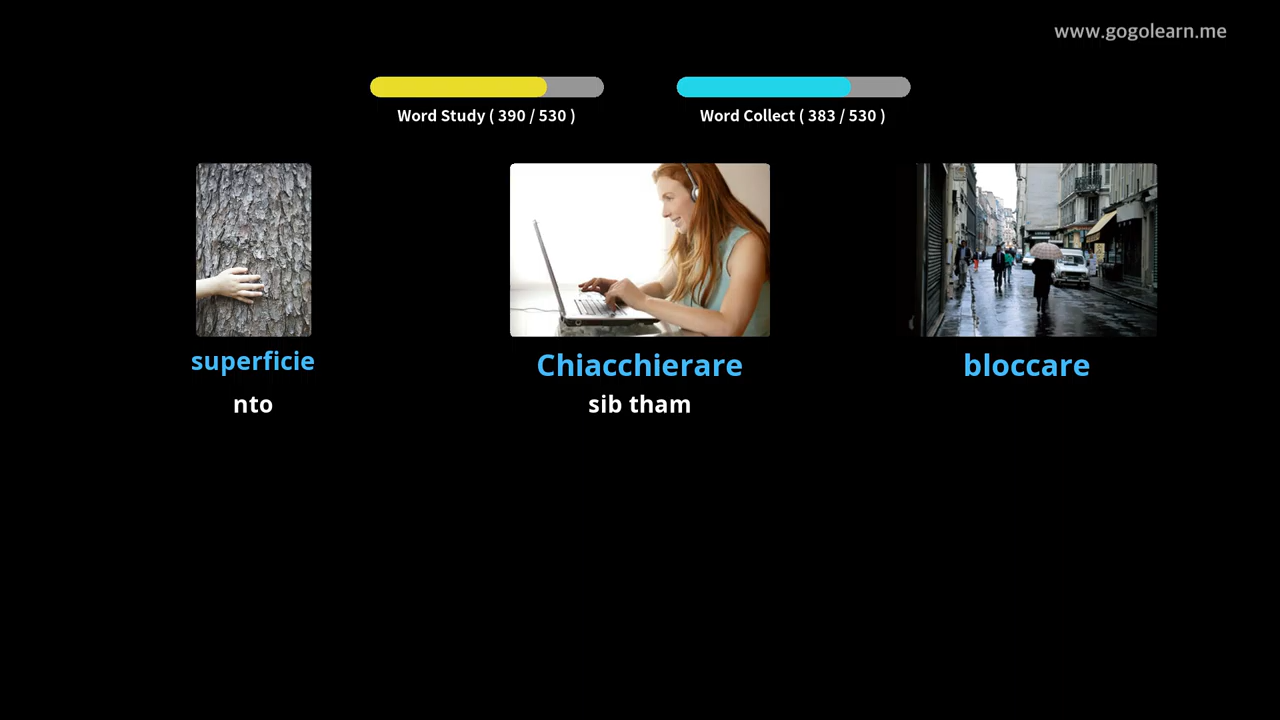 www.gogolearn.me
Word Study ( 390 / 530 )
Word Collect ( 383 / 530 )
superficie
Chiacchierare
bloccare
nto
sib tham